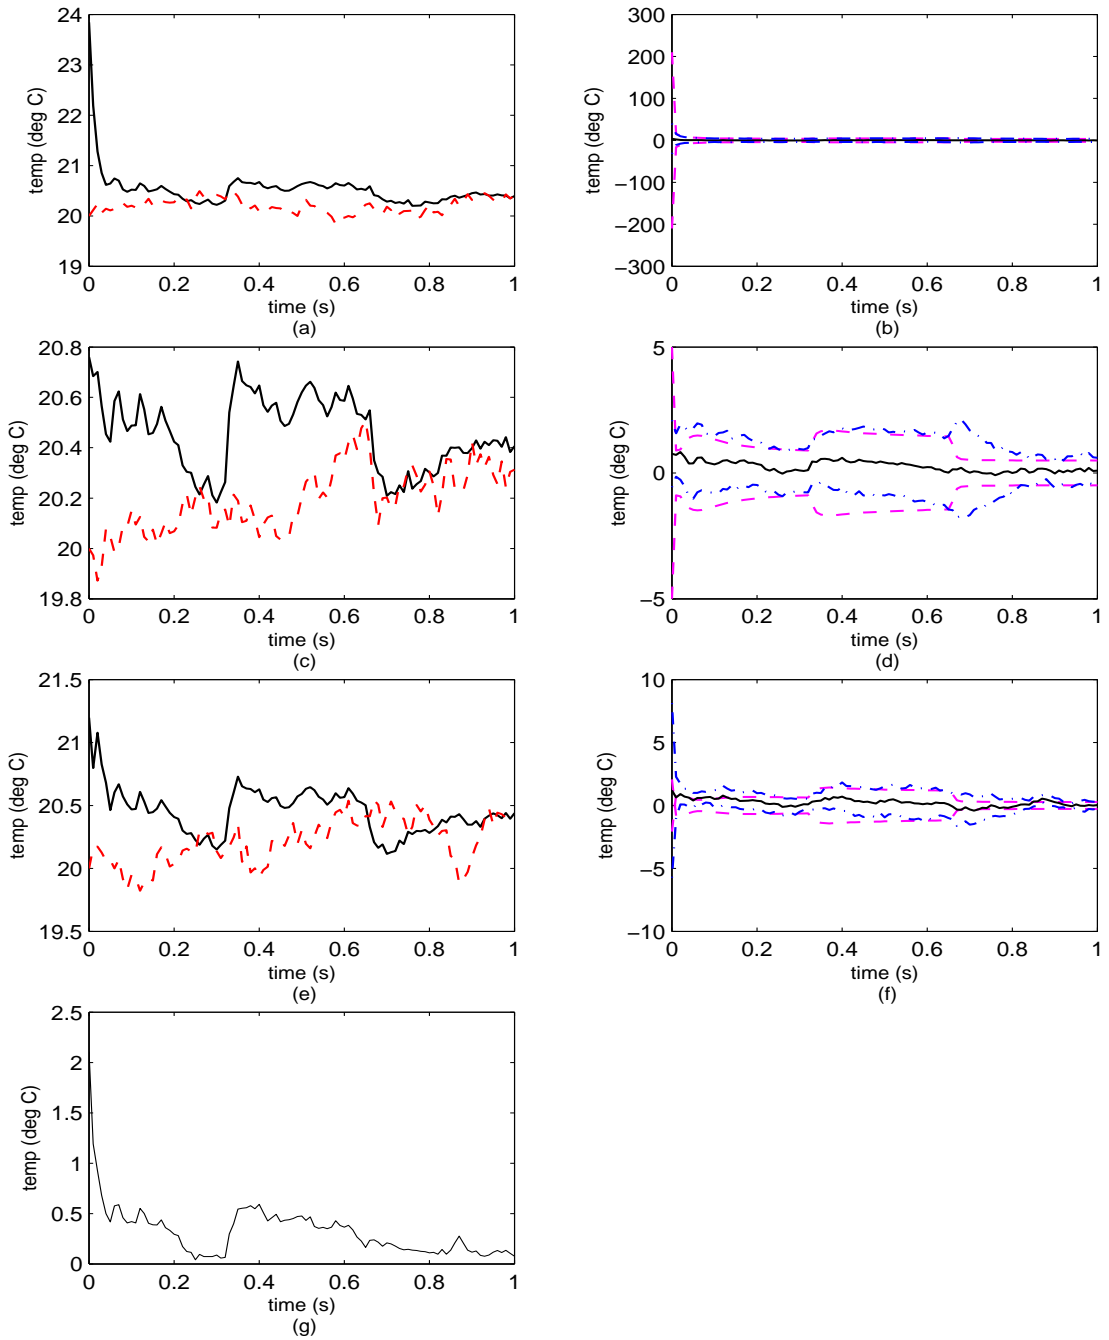 24
23
22
21
20
19
temp (deg C)
0 0.2 0.4 0.6 0.8 1
time (s)
(a)
300
200
100
0
−100
−200
−300
temp (deg C)
0 0.2 0.4 0.6 0.8 1
time (s)
(b)
20.8
20.6
20.4
20.2
20
19.8
temp (deg C)
0 0.2 0.4 0.6 0.8 1
time (s)
(c)
5
0
−5
temp (deg C)
0 0.2 0.4 0.6 0.8 1
time (s)
(d)
21.5
21
20.5
20
19.5
temp (deg C)
0 0.2 0.4 0.6 0.8 1
time (s)
(e)
10
5
0
−5
−10
temp (deg C)
0 0.2 0.4 0.6 0.8 1
time (s)
(f)
2.5
2
1.5
1
0.5
0
temp (deg C)
0 0.2 0.4 0.6 0.8 1
time (s)
(g)